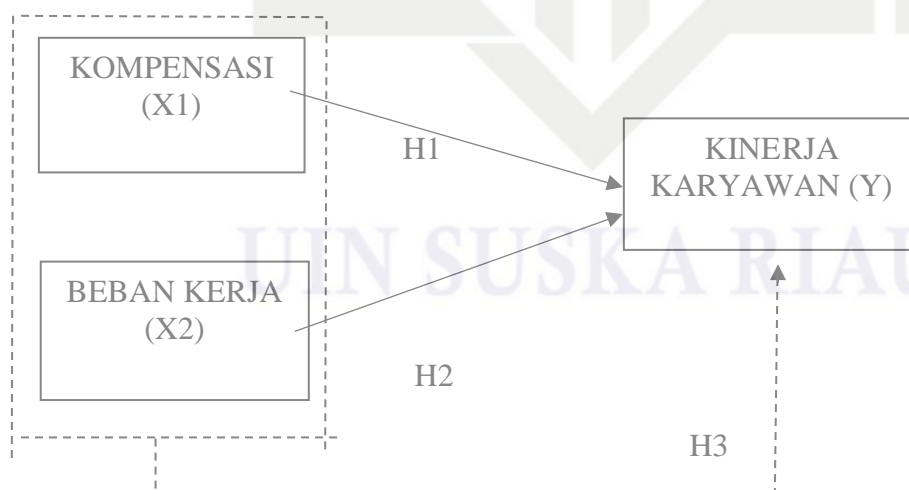 KOMPENSASI
(X1)
H1
KINERJA
KARYAWAN (Y)
UIN SUSKA RIAU
BEBAN KERJA
(X2)
H2
H3